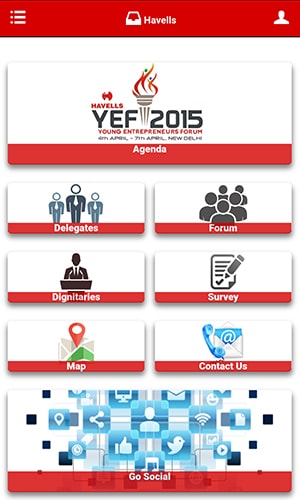 Havells
HAVELLS
YEF 2015
YOUNG ENTREPRENEURS FORUM
4TH APRIL - 7TH APRIL, NEW DELHI
Agenda
Delegates
Forum
Dignitaries
Survey
Map
Contact Us
@
Go Social